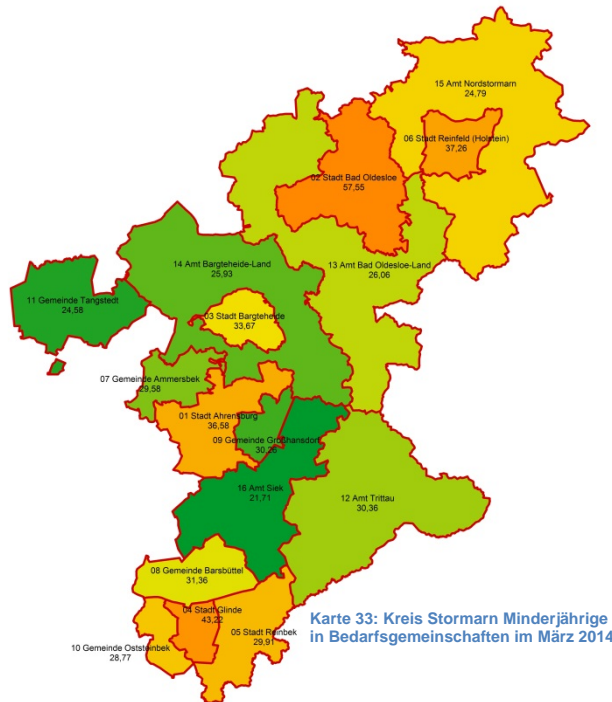 15 Amt Nordstormarn
24,79
06 Stadt Reinfeld (Holstein)
37,26
02 Stadt Bad Oldesloe
57,55
14 Amt Bargteheide-Land
25,93
13 Amt Bad Oldesloe-Land
26,06
11 Gemeinde Tangstedt
24,58
03 Stadt Bargteheide
33,67
07 Gemeinde Ammersbek
29,58
01 Stadt Ahrensburg
36,58
09 Gemeinde Großhansdorf
30,26
16 Amt Siek
21,71
12 Amt Trittau
30,36
08 Gemeinde Barsbüttel
31,36
04 Stadt Glinde
43,22
05 Stadt Reinbek
29,91
10 Gemeinde Oststeinbek
28,77
Karte 33: Kreis Stormarn Minderjährige
in Bedarfsgemeinschaften im März 2014